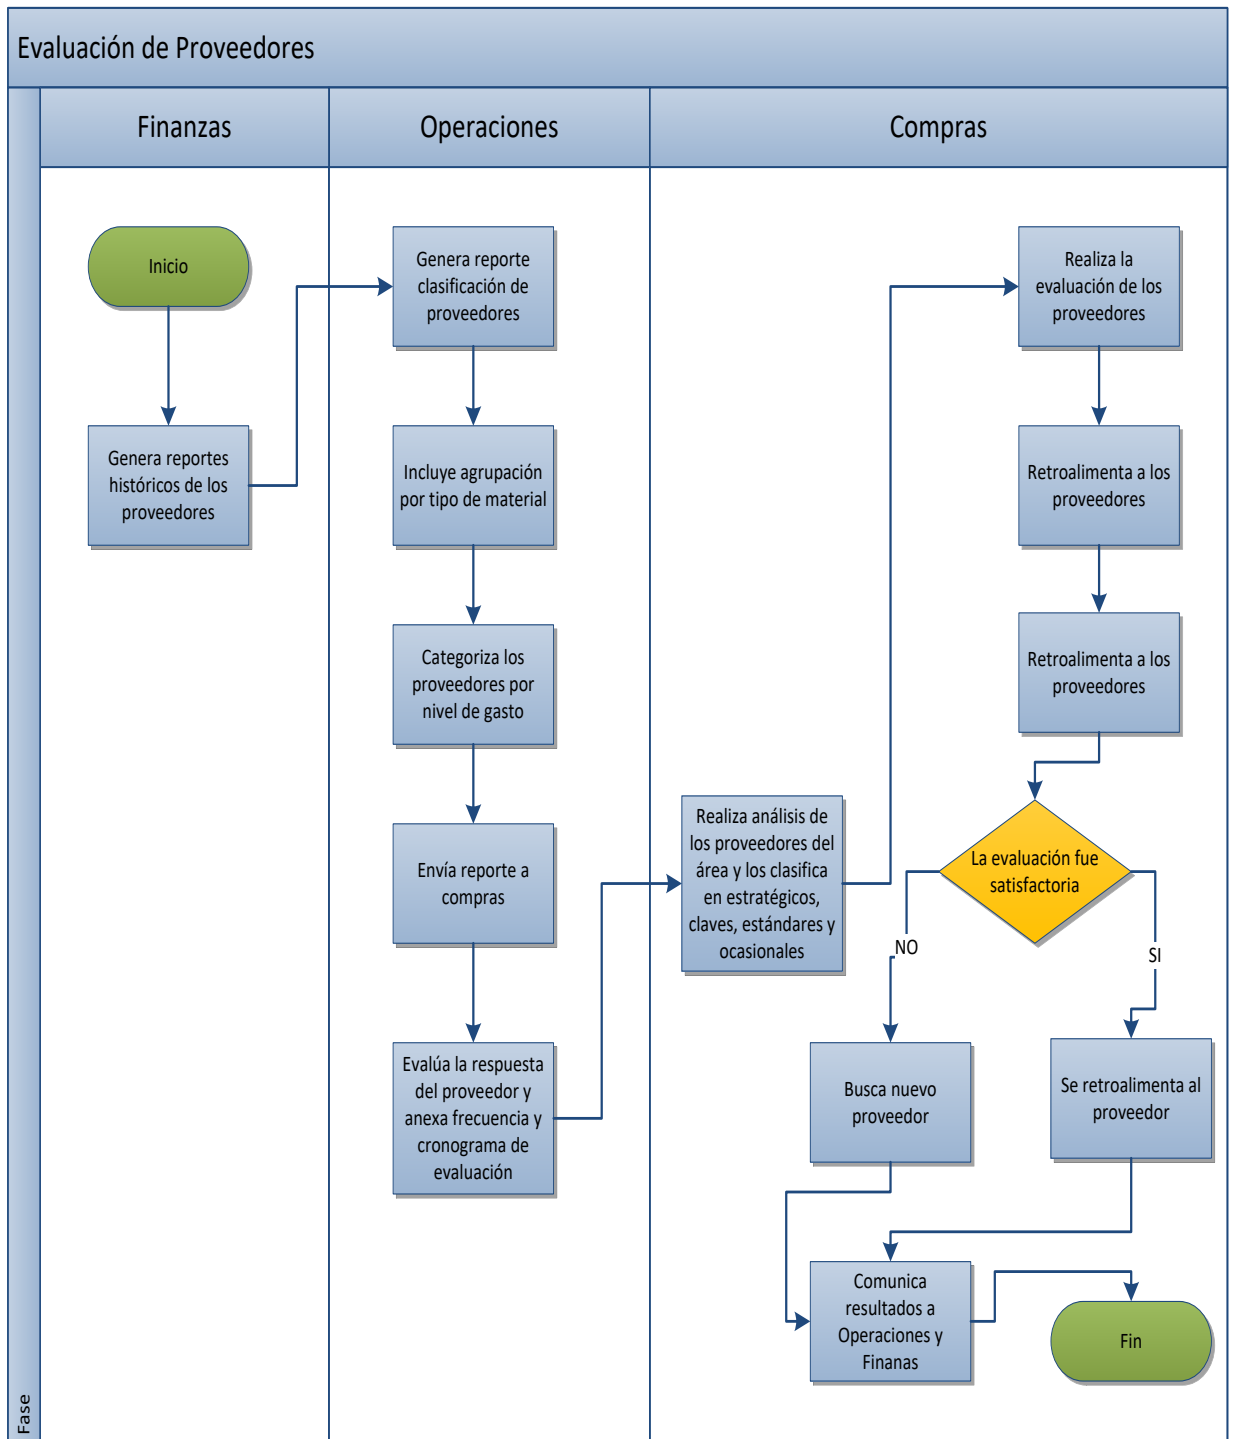 Evaluación de Proveedores
Finanzas
Operaciones
Compras
Inicio
Genera reportes
históricos de los
proveedores
Genera reporte
clasificación de
proveedores
Incluye agrupación
por tipo de material
Categoriza los
proveedores por
nivel de gasto
Envía reporte a
compras
Evalúa la respuesta
del proveedor y
anexa frecuencia y
cronograma de
evaluación
Realiza análisis de
los proveedores del
área y los clasifica
en estratégicos,
claves, estándares y
ocasionales
Realiza la
evaluación de los
proveedores
Retroalimenta a los
proveedores
Retroalimenta a los
proveedores
La evaluación fue
satisfactoria
NO
SI
Busca nuevo
proveedor
Se retroalimenta al
proveedor
Comunica
resultados a
Operaciones y
Finanas
Fin
Fase